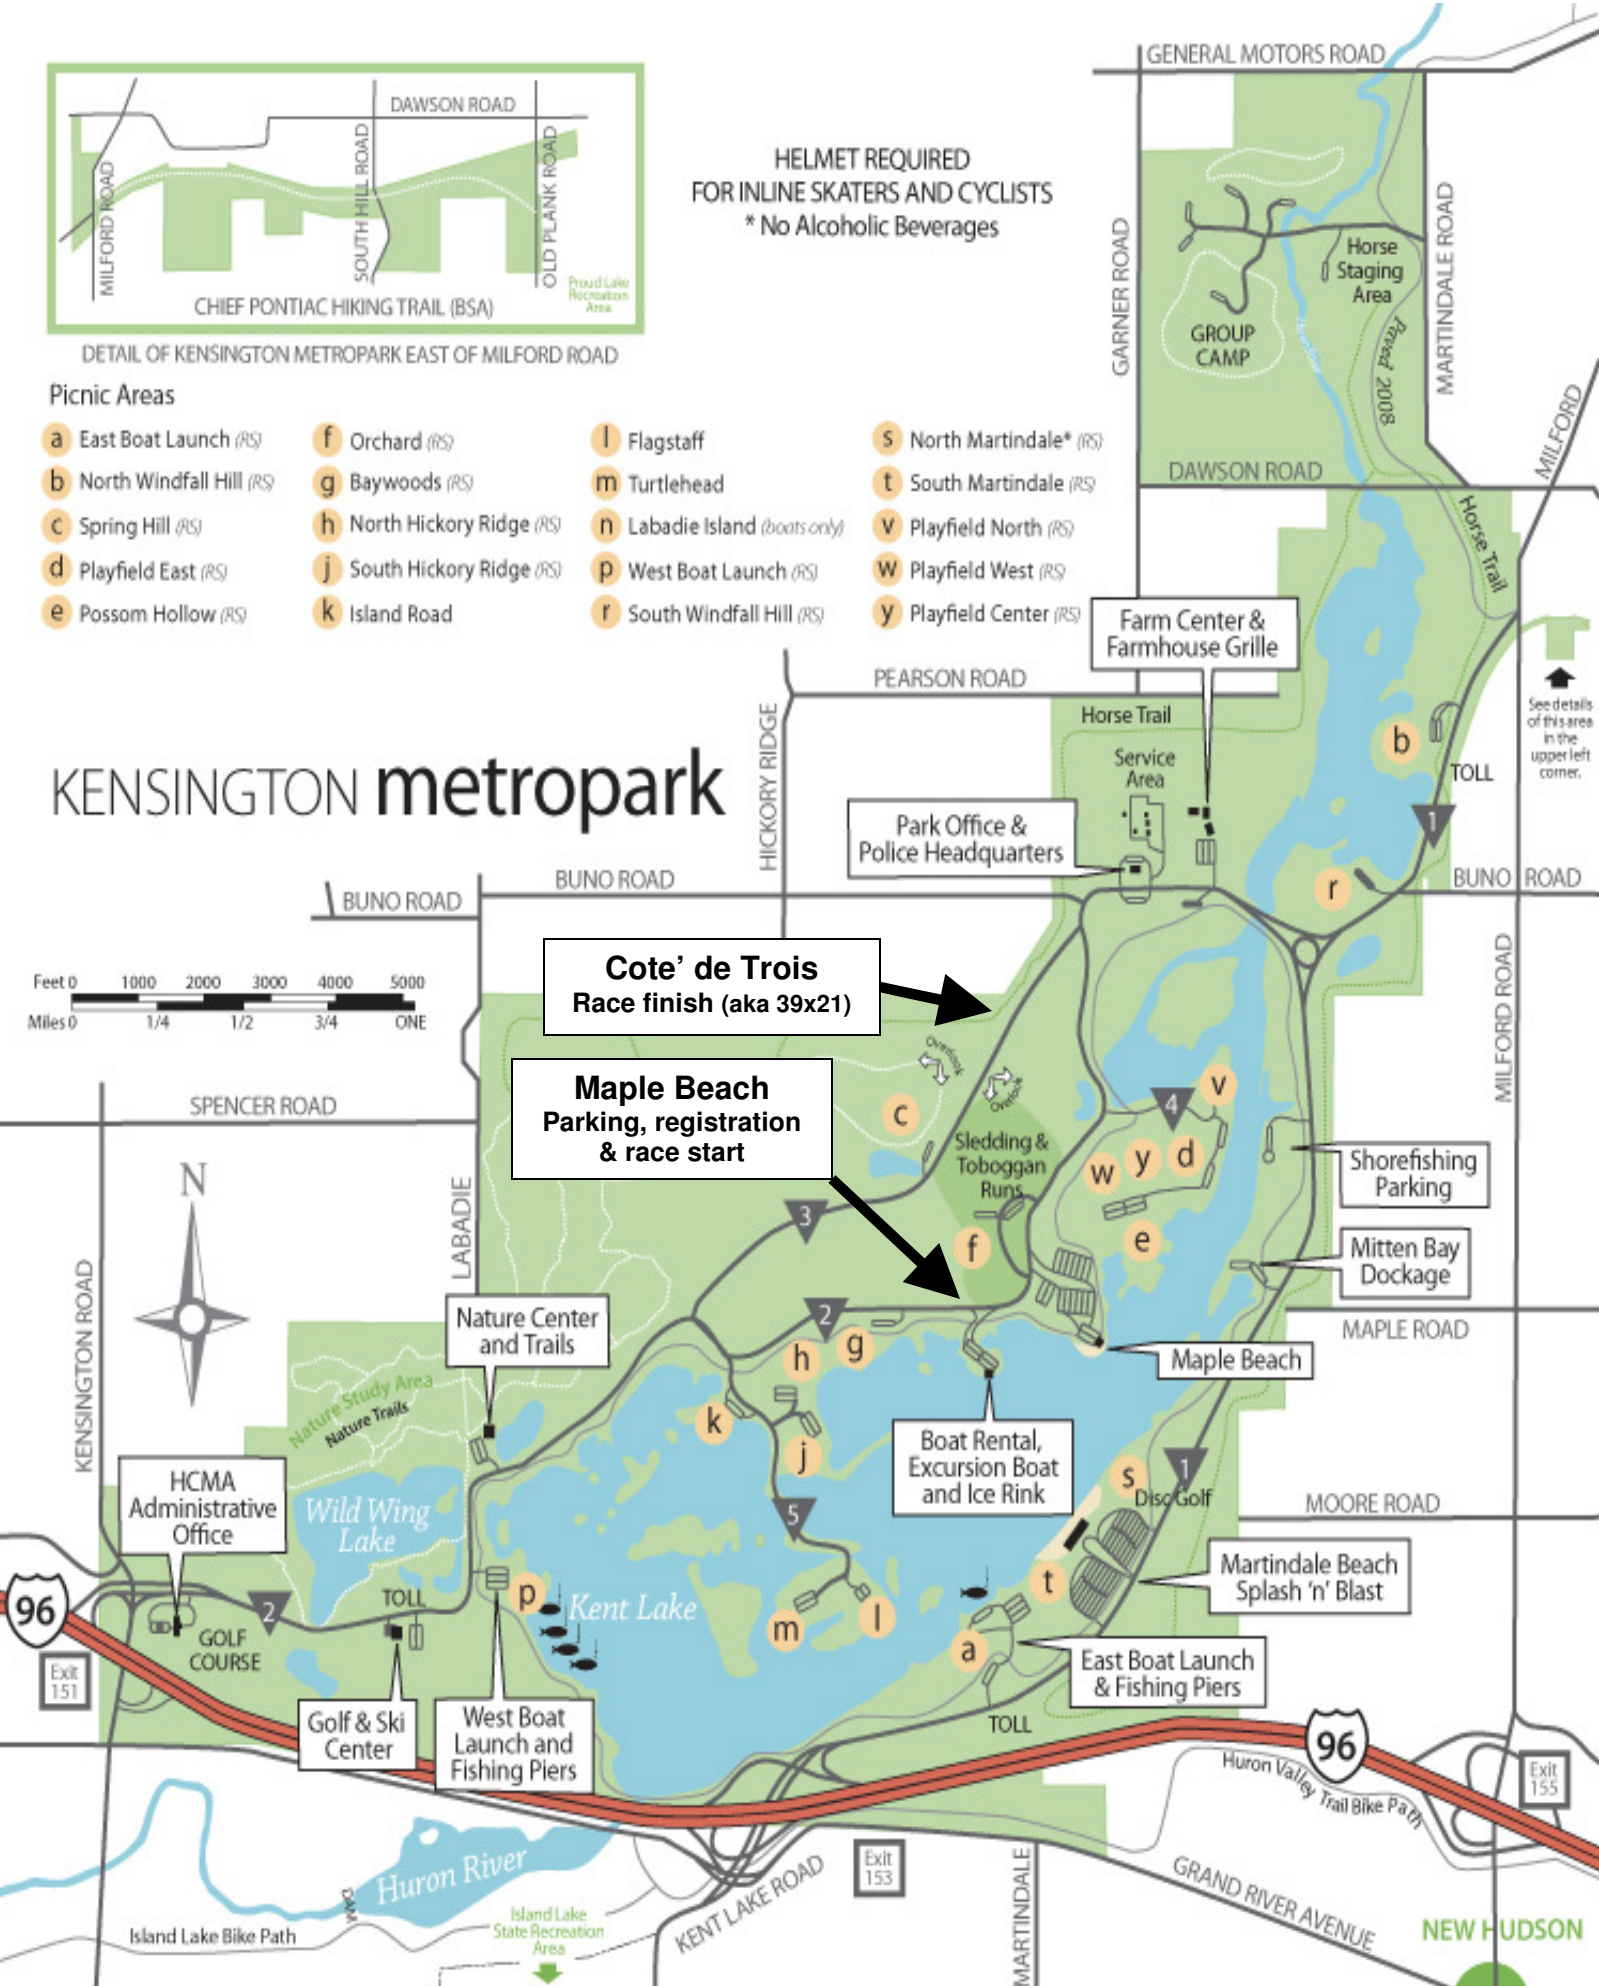 GENERAL MOTORS ROAD
DAWSON ROAD
MILFORD ROAD
SOUTH HILL ROAD
OLD PLANK ROAD
Proud Lake
Recreation
Area
CHIEF PONTIAC HIKING TRAIL (BSA)
DETAIL OF KENSINGTON METROPARK EAST OF MILFORD ROAD
HELMET REQUIRED
FOR INLINE SKATERS AND CYCLISTS
* No Alcoholic Beverages
GARNER ROAD
MARTINDALE ROAD
Horse
Staging
Area
GROUP
CAMP
Paved 2008
MILFORD
DAWSON ROAD
Horse Trail
Picnic Areas
a East Boat Launch (RS)
b North Windfall Hill (RS)
c Spring Hill (RS)
d Playfield East (RS)
e Possom Hollow (RS)
f Orchard (RS)
g Baywoods (RS)
h North Hickory Ridge (RS)
j South Hickory Ridge (RS)
k Island Road
l Flagstaff
m Turtlehead
n Labadie Island (boats only)
p West Boat Launch (RS)
r South Windfall Hill (RS)
s North Martindale* (RS)
t South Martindale (RS)
v Playfield North (RS)
w Playfield West (RS)
y Playfield Center (RS)
Farm Center &
Farmhouse Grille
PEARSON ROAD
Horse Trail
Service
Area
See details
of this area
in the
upper left
corner.
b
TOLL
1
KENSINGTON metropark
HICKORY RIDGE
Park Office &
Police Headquarters
BUNO ROAD
BUNO ROAD
r
BUNO ROAD
Feet 0 1000 2000 3000 4000 5000
Miles 0 1/4 1/2 3/4 ONE
Cote’ de Trois
Race finish (aka 39x21)
MILFORD ROAD
Overlook
Overlook
Maple Beach
Parking, registration
& race start
SPENCER ROAD
c
Sledding &
Toboggan
Runs
4
v
w y d
Shorefishing
Parking
N
LABADIE
3
f
e
Mitten Bay
Dockage
KENSINGTON ROAD
Nature Center
and Trails
2
h g
MAPLE ROAD
Maple Beach
Nature Study Area
Nature Trails
k
j
Boat Rental,
Excursion Boat
and Ice Rink
s
1
Disc Golf
MOORE ROAD
HCMA
Administrative
Office
Wild Wing
Lake
5
Martindale Beach
Splash ‘n’ Blast
96
2
TOLL
p
Kent Lake
m
l
t
a
GOLF
COURSE
Exit
151
East Boat Launch
& Fishing Piers
Golf & Ski
Center
West Boat
Launch and
Fishing Piers
TOLL
96
Huron Valley Trail Bike Path
Exit
155
Huron River
DAM
Exit
153
KENT LAKE ROAD
MARTINDALE
GRAND RIVER AVENUE
NEW HUDSON
Island Lake Bike Path
Island Lake
State Recreation
Area